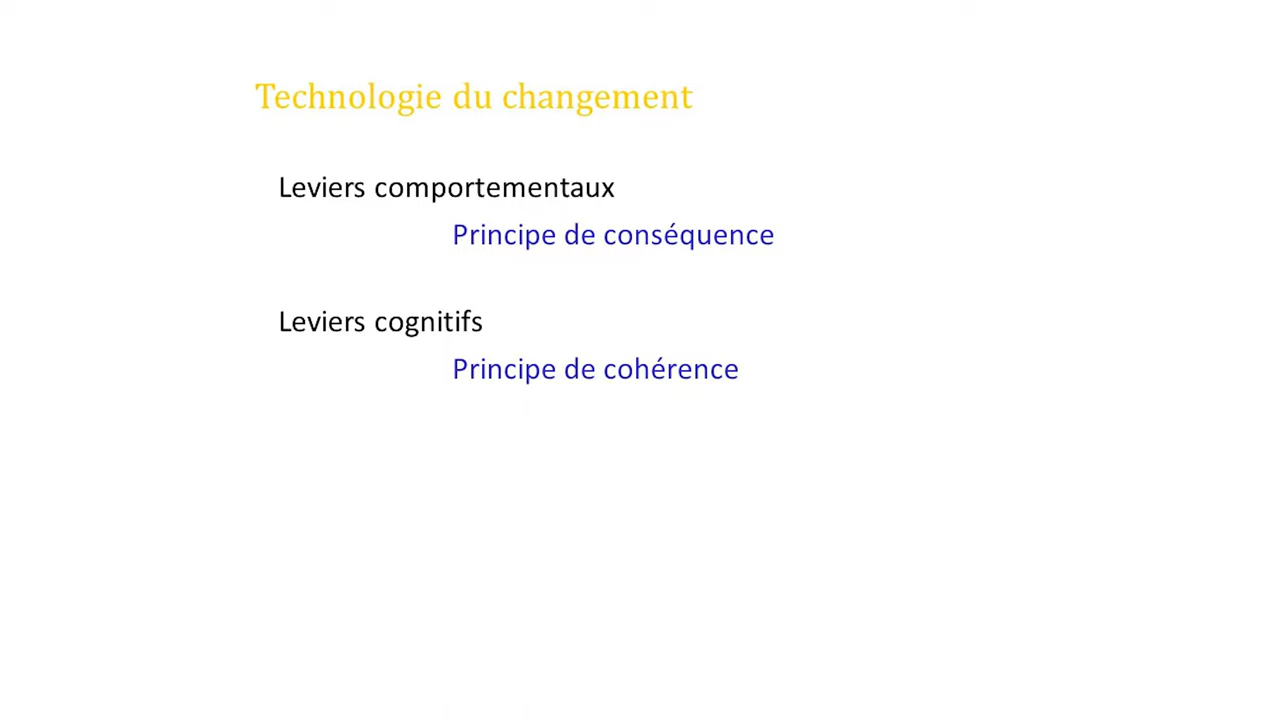 Technologie du changement
Leviers comportementaux
Principe de conséquence
Leviers cognitifs
Principe de cohérence